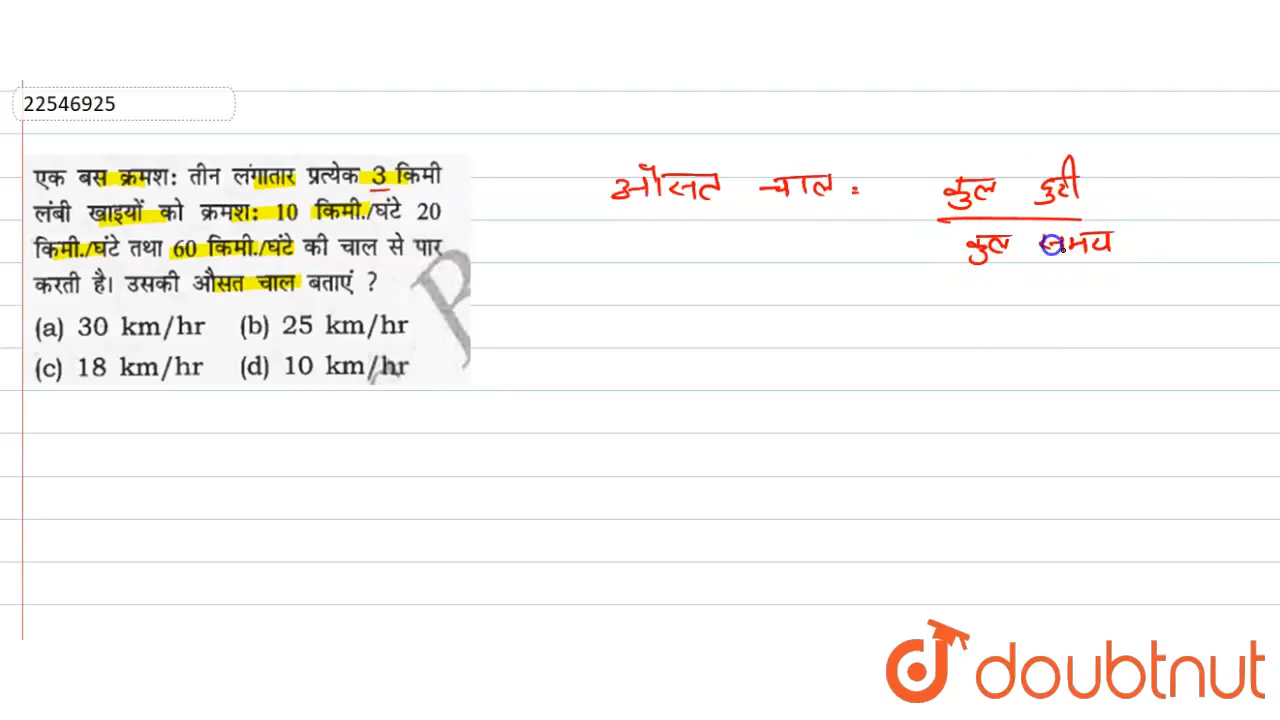 22546925
एक बस क्रमश: तीन लंगातार प्रत्येक 3 किमी
लंबी खाइयों को क्रमश: 10 किमी./घंटे 20
किमी./घंटे तथा 60 किमी./घंटे की चाल से पार
करती है। उसकी औसत चाल बताएं ?
(a) 30 km/hr (b) 25 km/hr
(c) 18 km/hr (d) 10 km/hr
औसत चाल = कुल दुरी
कुल समय
doubtnut